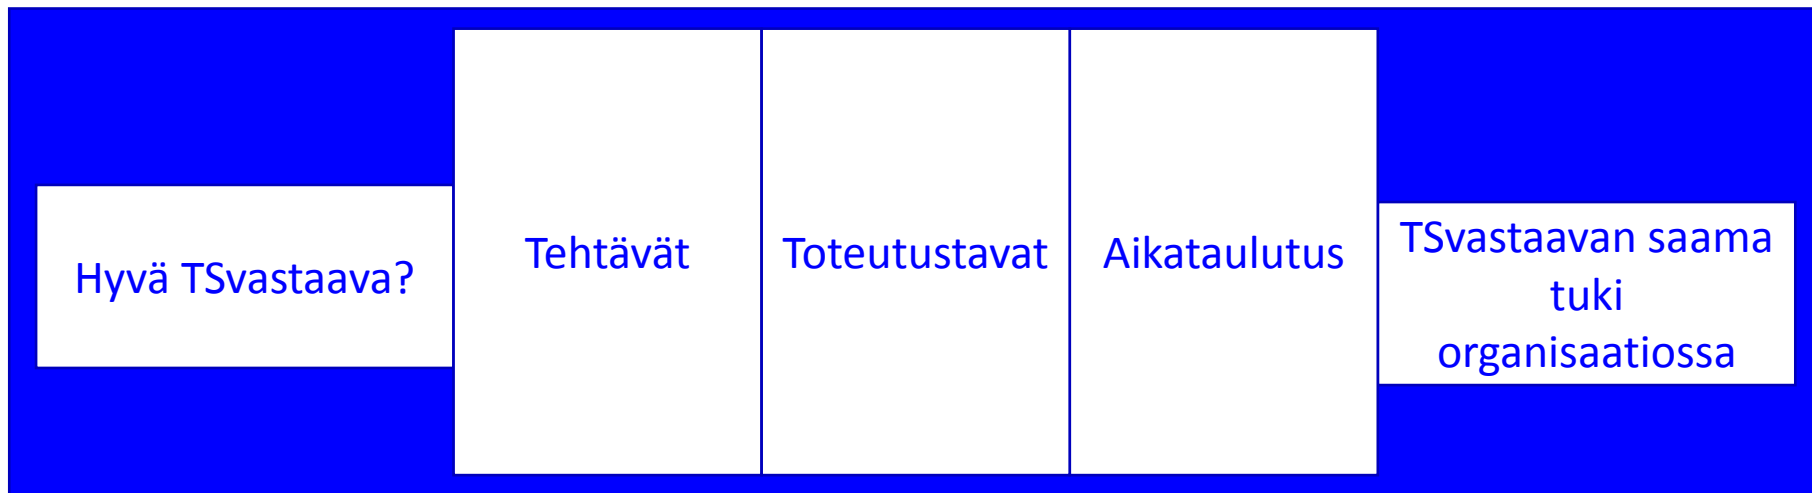 Hyvä TSvastaava?
Tehtävät
Toteutustavat
Aikataulutus
TSvastaavan saama
tuki
organisaatiossa